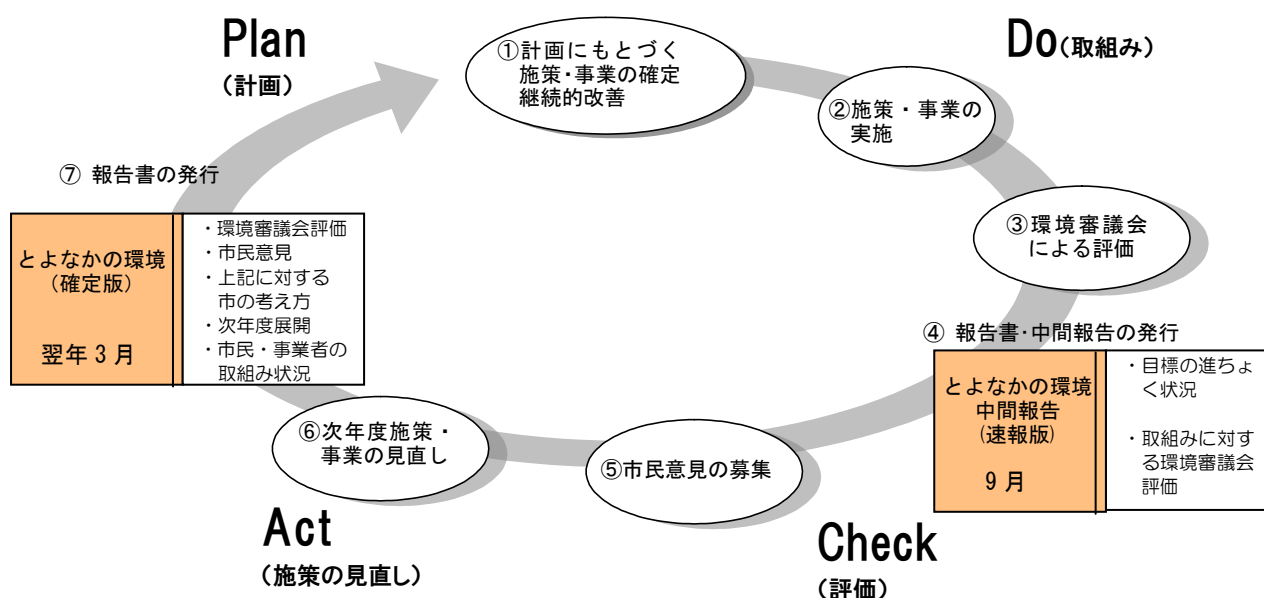 Plan
(計画)
Do(取組み)
①計画にもとづく
施策・事業の確定
継続的改善
②施策・事業の
実施
③環境審議会
による評価
④ 報告書・中間報告の発行
とよなかの環境
中間報告
(速報版)
9月
・目標の進ちょ
く状況
・取組みに対す
る環境審議会
評価
Check
(評価)
⑤市民意見の募集
⑥次年度施策・
事業の見直し
Act
(施策の見直し)
⑦ 報告書の発行
とよなかの環境
(確定版)
翌年3月
・環境審議会評価
・市民意見
・上記に対する
市の考え方
・次年度展開
・市民・事業者の
取組み状況